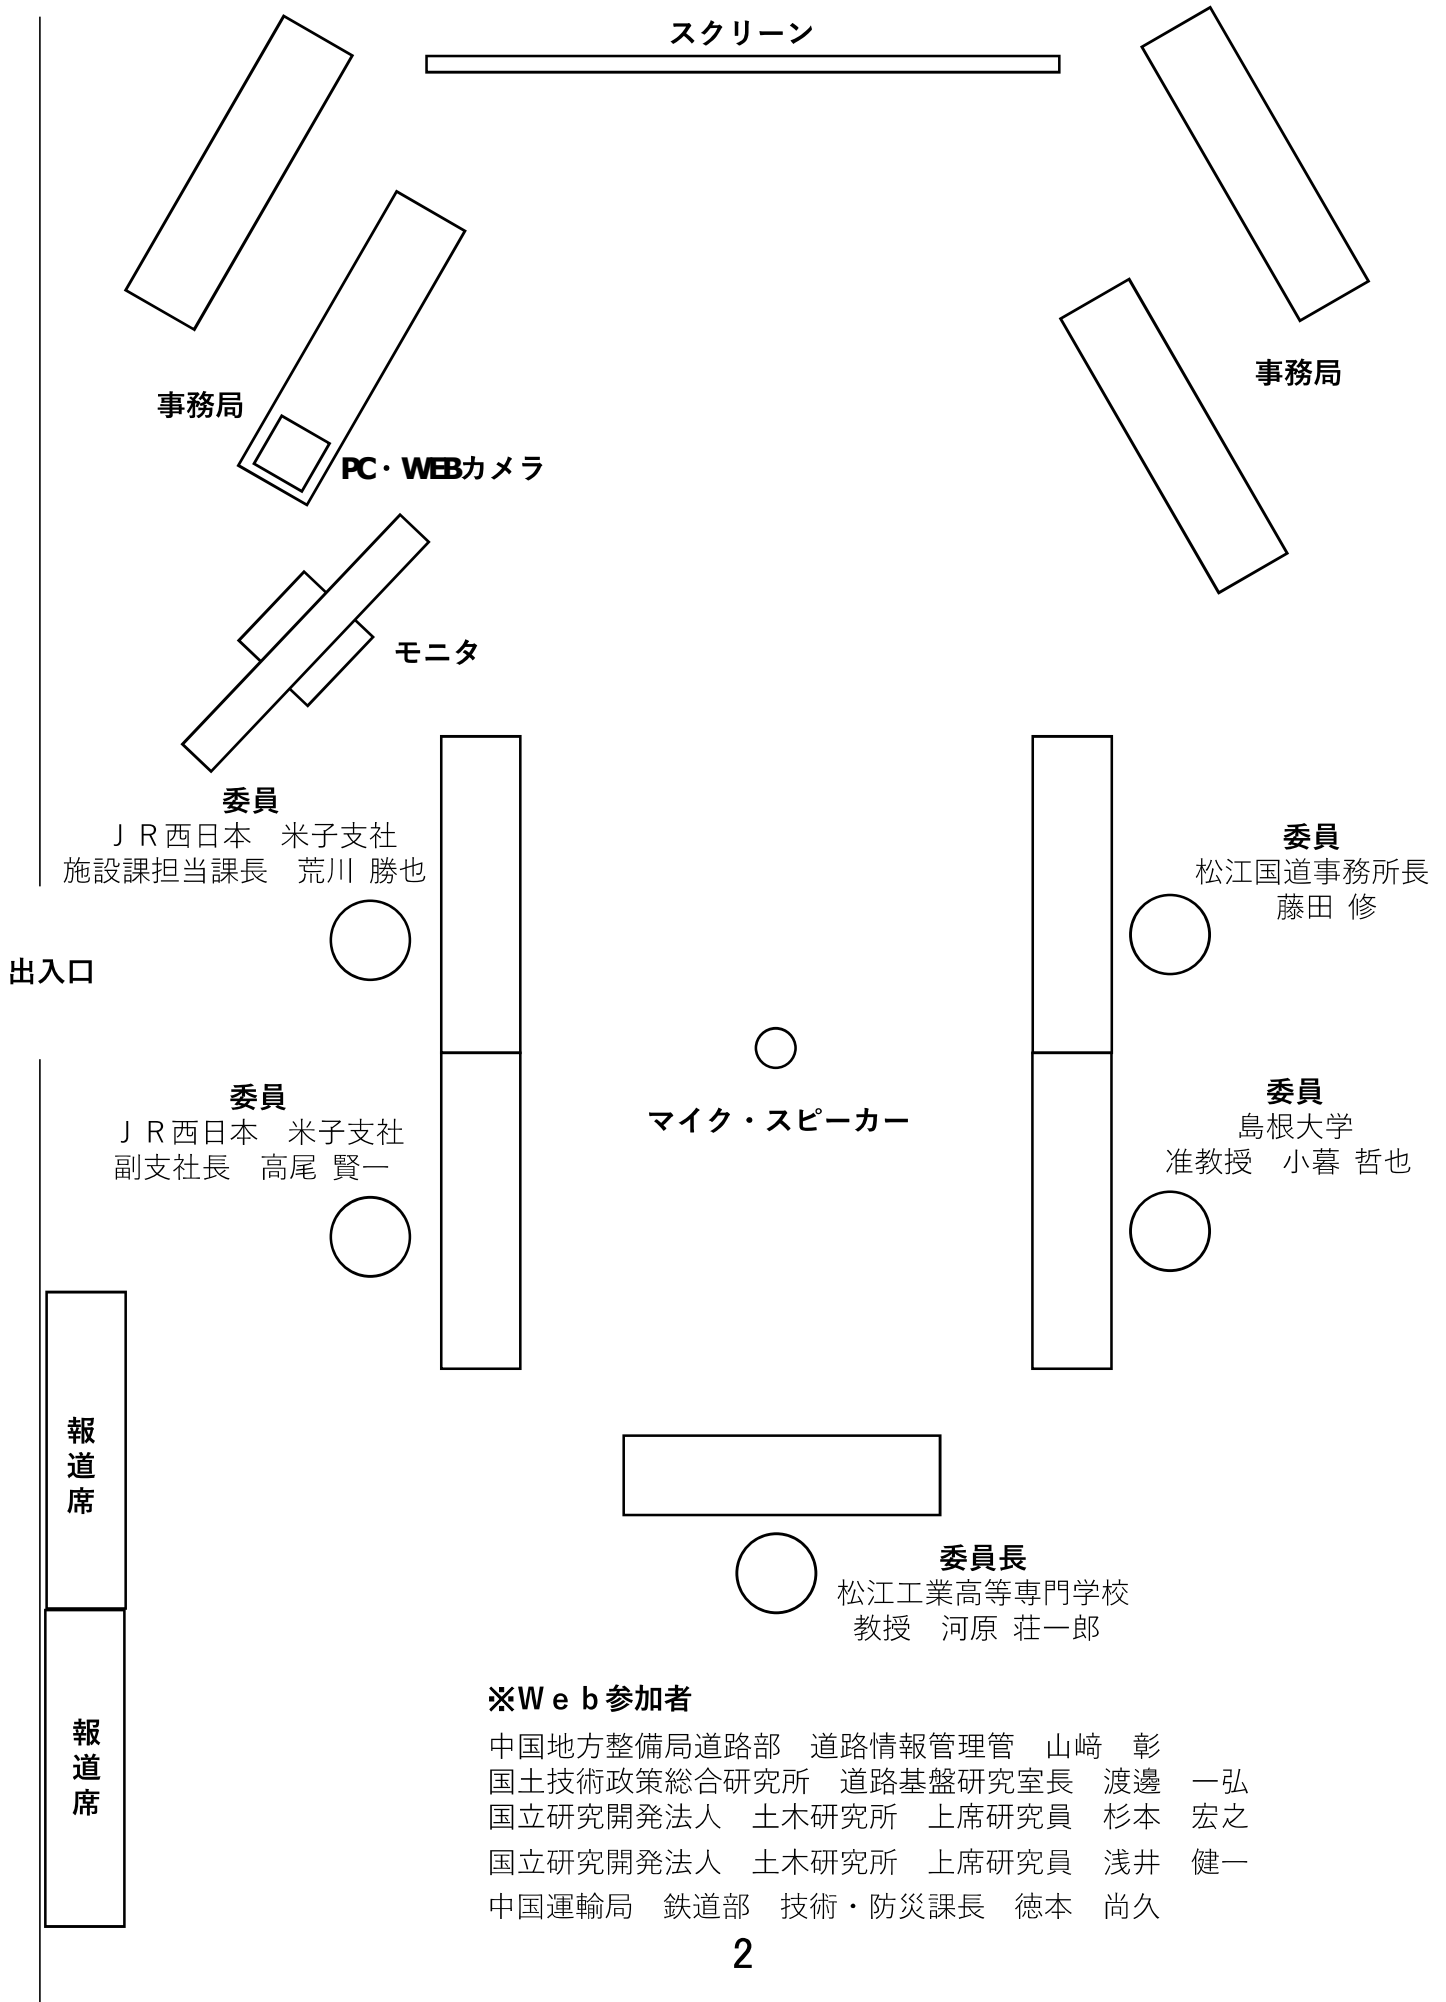 スクリーン
事務局
事務局
PC・WEBカメラ
モニタ
委員
ＪＲ西日本　米子支社
施設課担当課長　荒川 勝也
委員
松江国道事務所長
藤田 修
出入口
委員
ＪＲ西日本　米子支社
副支社長　高尾 賢一
マイク・スピーカー
委員
島根大学
准教授　小暮 哲也
報道席
委員長
松江工業高等専門学校
教授　河原 荘一郎
報道席
※Ｗｅｂ参加者
中国地方整備局道路部　道路情報管理管　山﨑　彰
国土技術政策総合研究所　道路基盤研究室長　渡邊　一弘
国立研究開発法人　土木研究所　上席研究員　杉本　宏之
国立研究開発法人　土木研究所　上席研究員　浅井　健一
中国運輸局　鉄道部　技術・防災課長　徳本　尚久
2